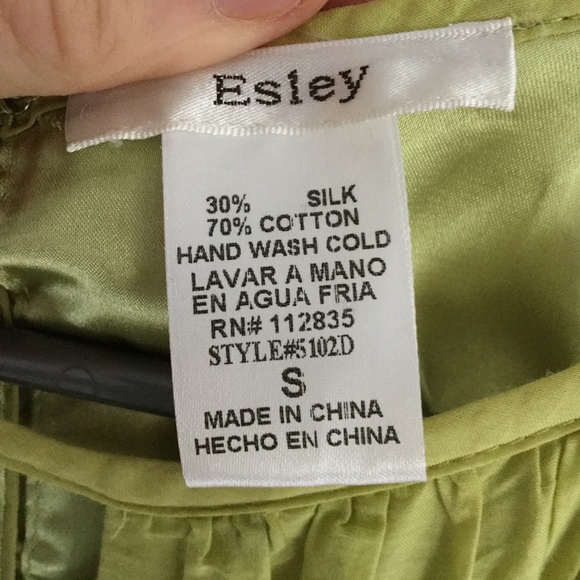 Esley
30% SILK
70% COTTON
HAND WASH COLD
LAVAR A MANO
EN AGUA FRIA
RN# 112835
STYLE#5102D
S
MADE IN CHINA
HECHO EN CHINA